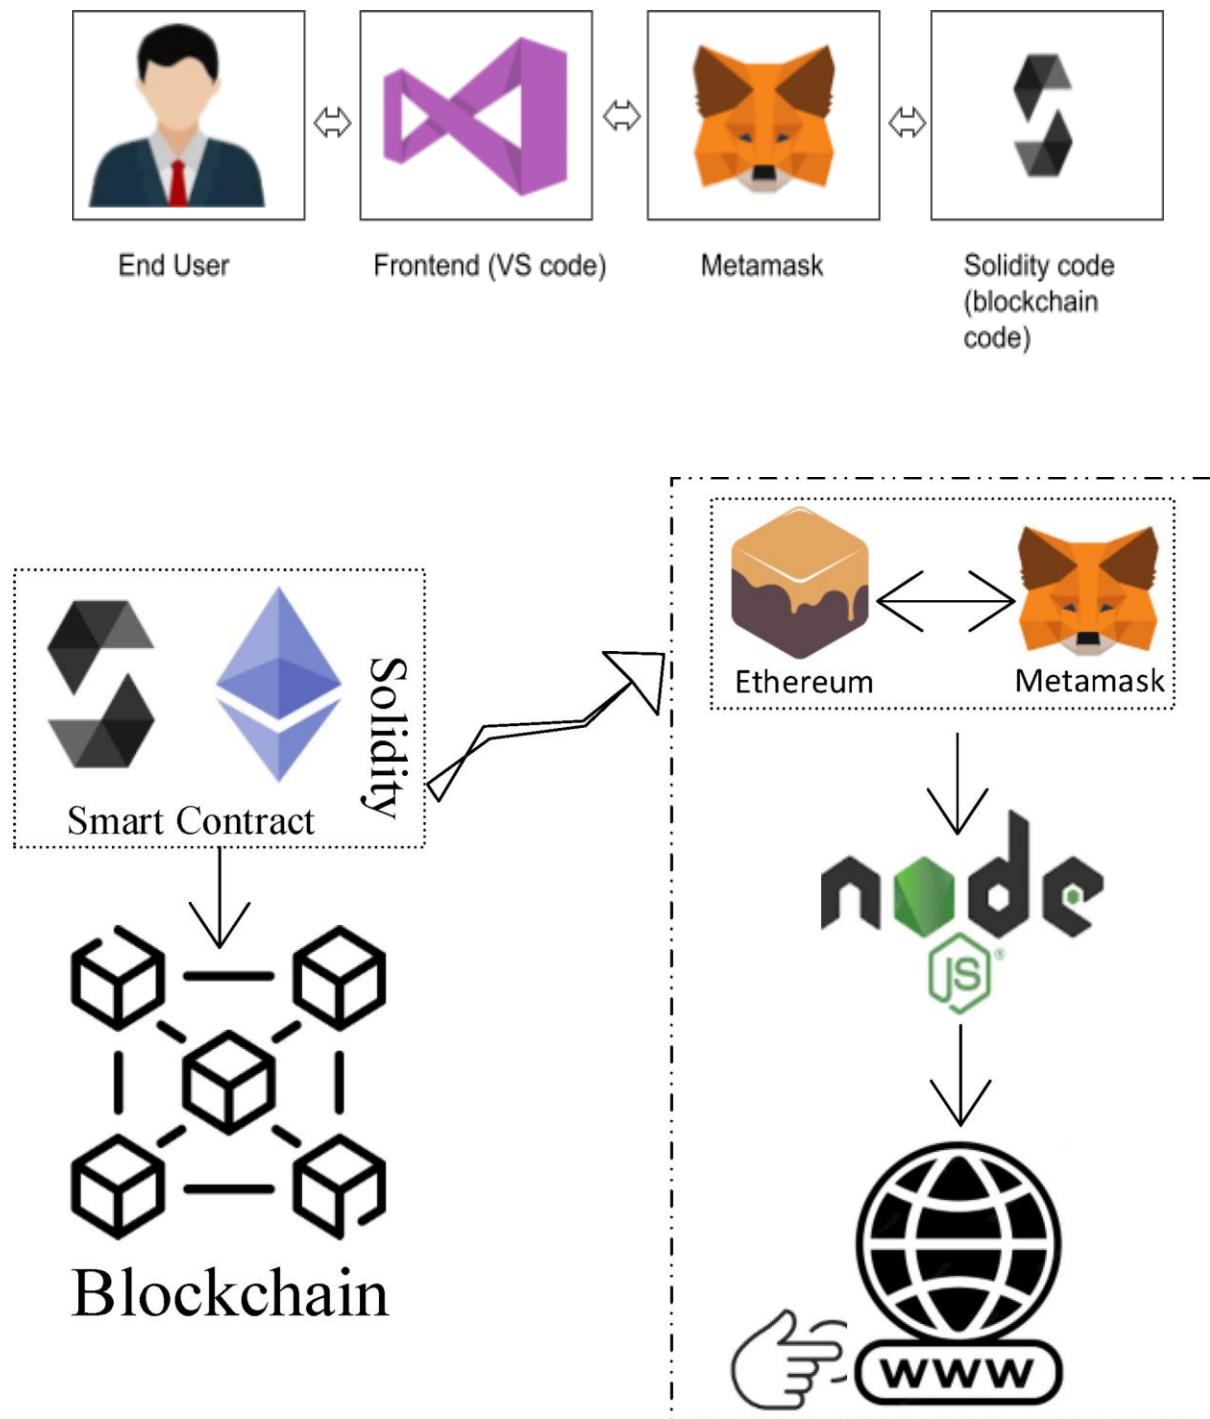 End User
Frontend (VS code)
Metamask
Solidity code
(blockchain
code)
Ethereum
Metamask
Solidity
Smart Contract
node
JS®
Blockchain
www